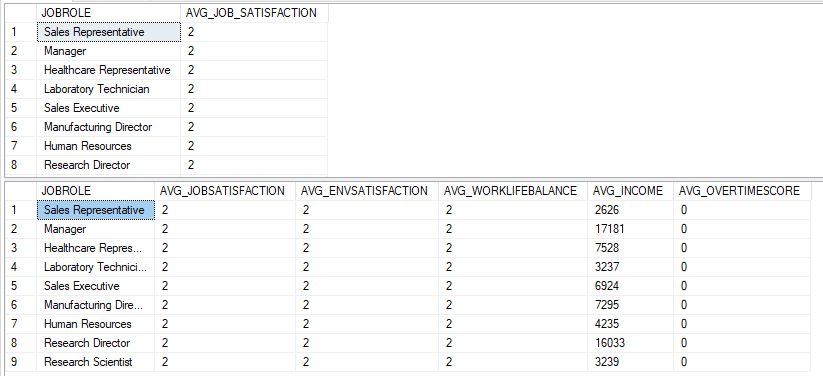 JOBROLE AVG_JOB_SATISFACTION
1 Sales Representative 2
2 Manager 2
3 Healthcare Representative 2
4 Laboratory Technician 2
5 Sales Executive 2
6 Manufacturing Director 2
7 Human Resources 2
8 Research Director 2
JOBROLE AVG_JOBSATISFACTION AVG_ENVSATISFACTION AVG_WORKLIFEBALANCE AVG_INCOME AVG_OVERTIMESCORE
1 Sales Representative 2 2 2 2626 0
2 Manager 2 2 2 17181 0
3 Healthcare Repres... 2 2 2 7528 0
4 Laboratory Technici... 2 2 2 3237 0
5 Sales Executive 2 2 2 6924 0
6 Manufacturing Dire... 2 2 2 7295 0
7 Human Resources 2 2 2 4235 0
8 Research Director 2 2 2 16033 0
9 Research Scientist 2 2 2 3239 0